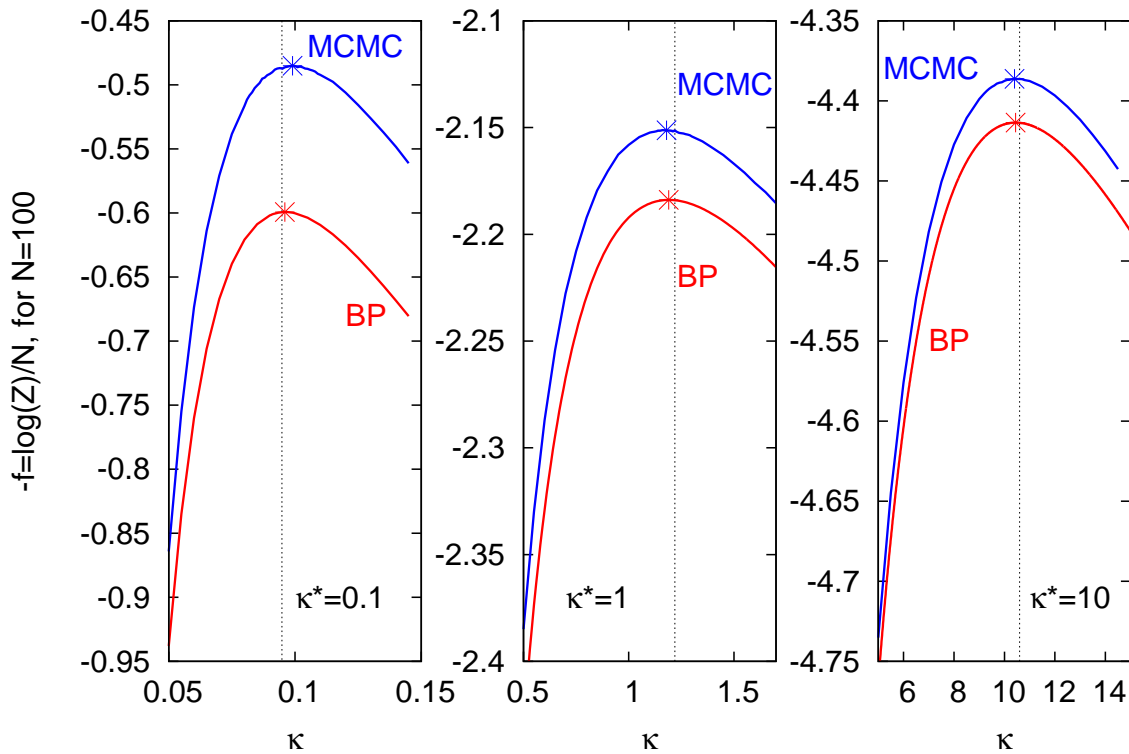 -f=log(Z)/N, for N=100
-0.45
-0.5
-0.55
-0.6
-0.65
-0.7
-0.75
-0.8
-0.85
-0.9
-0.95
0.05
0.1
0.15
κ
MCMC
BP
κ*=0.1
-2.1
-2.15
-2.2
-2.25
-2.3
-2.35
-2.4
0.5
1
1.5
κ
MCMC
BP
κ*=1
-4.35
-4.4
-4.45
-4.5
-4.55
-4.6
-4.65
-4.7
-4.75
6
8
10
12
14
κ
MCMC
BP
κ*=10